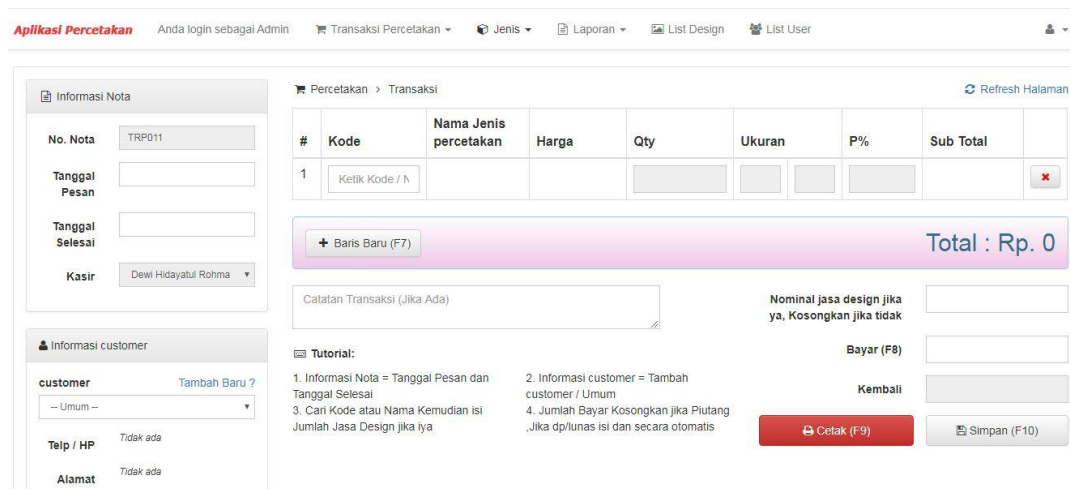 Aplikasi Percetakan Anda login sebagai Admin Transaksi Percetakan Jenis Laporan List Design List User
Informasi Nota
No. Nota TRP011
Tanggal Pesan
Tanggal Selesai
Kasir Dewi Hidayatul Rohma
Informasi customer
customer Tambah Baru ?
-- Umum --
Telp / HP Tidak ada
Alamat Tidak ada
Percetakan > Transaksi Refresh Halaman
# Kode Nama Jenis percetakan Harga Qty Ukuran P% Sub Total
1 Ketik Kode / N
+ Baris Baru (F7) Total : Rp. 0
Catatan Transaksi (Jika Ada)
Nominal jasa design jika
ya, Kosongkan jika tidak
Bayar (F8)
Kembali
Tutorial:
1. Informasi Nota = Tanggal Pesan dan
Tanggal Selesai
2. Informasi customer = Tambah
customer / Umum
3. Cari Kode atau Nama Kemudian isi
Jumlah Jasa Design jika iya
4. Jumlah Bayar Kosongkan jika Piutang
,Jika dp/lunas isi dan secara otomatis
Cetak (F9) Simpan (F10)